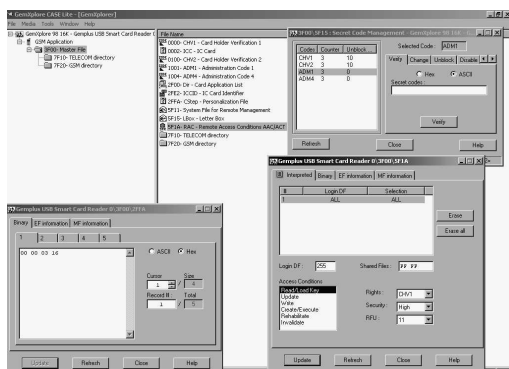 GemXplore CASE Lite - [GemXplorer]
File Media Tools Window Help
GemXplore 98 16K - Gemplus USB Smart Card Reader 0
GSM Application
3F00- Master File
7F10- TELECOM directory
7F20- GSM directory
File Name
0000- CHV1 - Card Holder Verification 1
0002- ICC - IC Card
0100- CHV2 - Card Holder Verification 2
1001- ADM1 - Administration Code 1
1004- ADM4 - Administration Code 4
2F00- Dir - Card Application List
2FE2- ICCID - IC Card Identifier
2FFA- CStep - Personalization File
5F11- System File for Remote Management
5F15- LBox - Letter Box
5F1A- RAC - Remote Access Conditions AAC/ACT
7F10- TELECOM directory
7F20- GSM directory
3F00\5F15 : Secret Code Management - Gemplus USB Smart Car
Codes Counter Unblock...
CHV1 3 10
CHV2 3 10
ADM1 3 0
ADM4 3 0
Selected Code : ADM1
Verify Change Unblock Disable
Hex ASCII
Secret codes :
Verify
Refresh Close Help
Gemplus USB Smart Card Reader 0\3F00\5F1A
Interpreted Binary EF information MF information
# Login DF Selection
1 ALL ALL
Erase
Erase all
Login DF : 255 Shared Files : FF FF
Access Conditions
Read/Load Key
Update
Write
Create/Execute
Rehabilitate
Invalidate
Rights : CHV1
Security : High
RFU : 11
Update Refresh Close Help
Gemplus USB Smart Card Reader 0\3F00\2FFA
Binary EF information MF information
1 2 3 4 5
00 00 03 16
ASCII Hex
Cursor Size
1 / 4
Record # : Total
1 / 5
Update Refresh Close Help